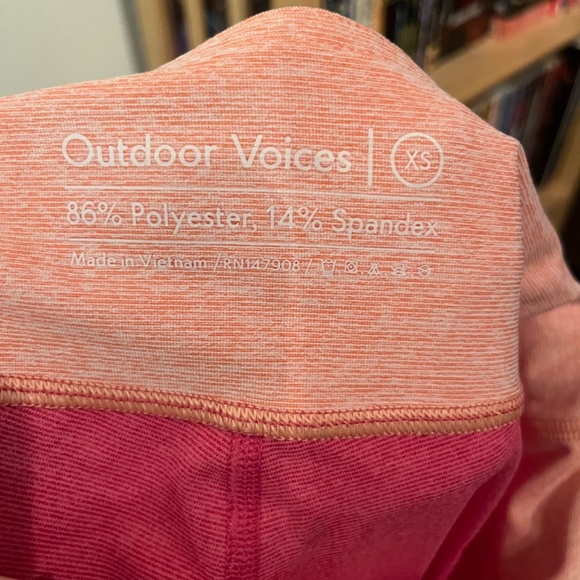 Outdoor Voices | XS
86% Polyester, 14% Spandex
Made in Vietnam /RN147908/